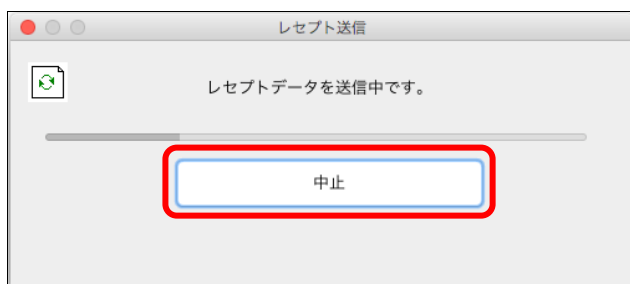 レセプト送信
レセプトデータを送信中です。
中止